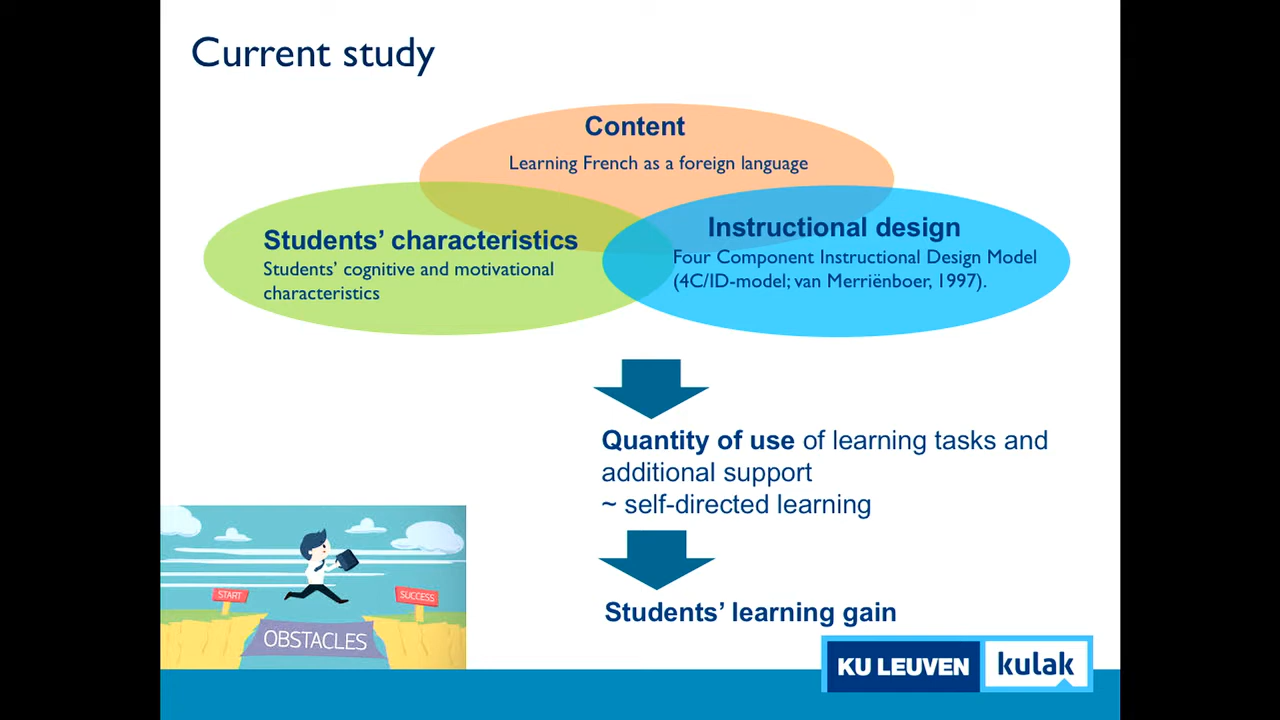 Current study
Content
Learning French as a foreign language
Students’ characteristics
Students’ cognitive and motivational
characteristics
Instructional design
Four Component Instructional Design Model
(4C/ID-model; van Merriënboer, 1997).
Quantity of use of learning tasks and
additional support
~ self-directed learning
Students’ learning gain
START
SUCCESS
OBSTACLES
KU LEUVEN kulak